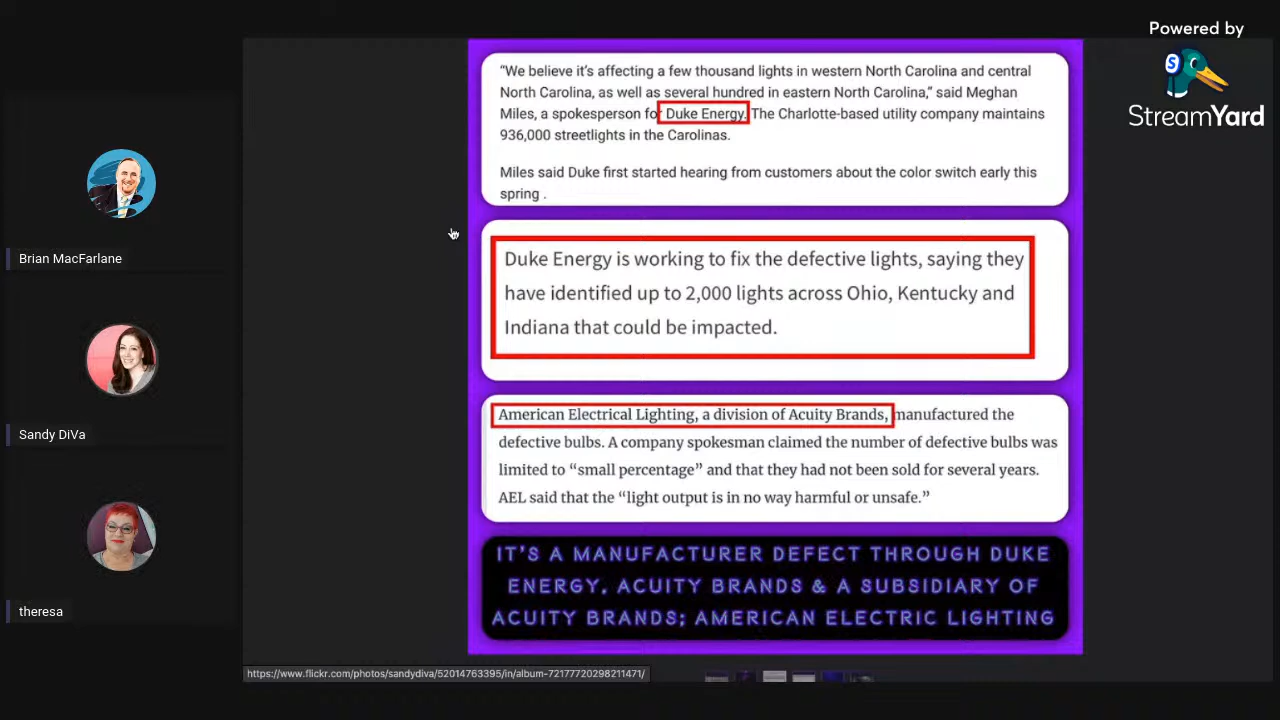 Powered by
S
StreamYard
"We believe it's affecting a few thousand lights in western North Carolina and central
North Carolina, as well as several hundred in eastern North Carolina," said Meghan
Miles, a spokesperson for Duke Energy. The Charlotte-based utility company maintains
936,000 streetlights in the Carolinas.
Miles said Duke first started hearing from customers about the color switch early this
spring .
Duke Energy is working to fix the defective lights, saying they
have identified up to 2,000 lights across Ohio, Kentucky and
Indiana that could be impacted.
American Electrical Lighting, a division of Acuity Brands, manufactured the
defective bulbs. A company spokesman claimed the number of defective bulbs was
limited to “small percentage” and that they had not been sold for several years.
AEL said that the “light output is in no way harmful or unsafe.”
IT'S A MANUFACTURER DEFECT THROUGH DUKE
ENERGY, ACUITY BRANDS & A SUBSIDIARY OF
ACUITY BRANDS; AMERICAN ELECTRIC LIGHTING
Brian MacFarlane
Sandy DiVa
theresa
https://www.flickr.com/photos/sandydiva/52014763395/in/album-72177720298211471/